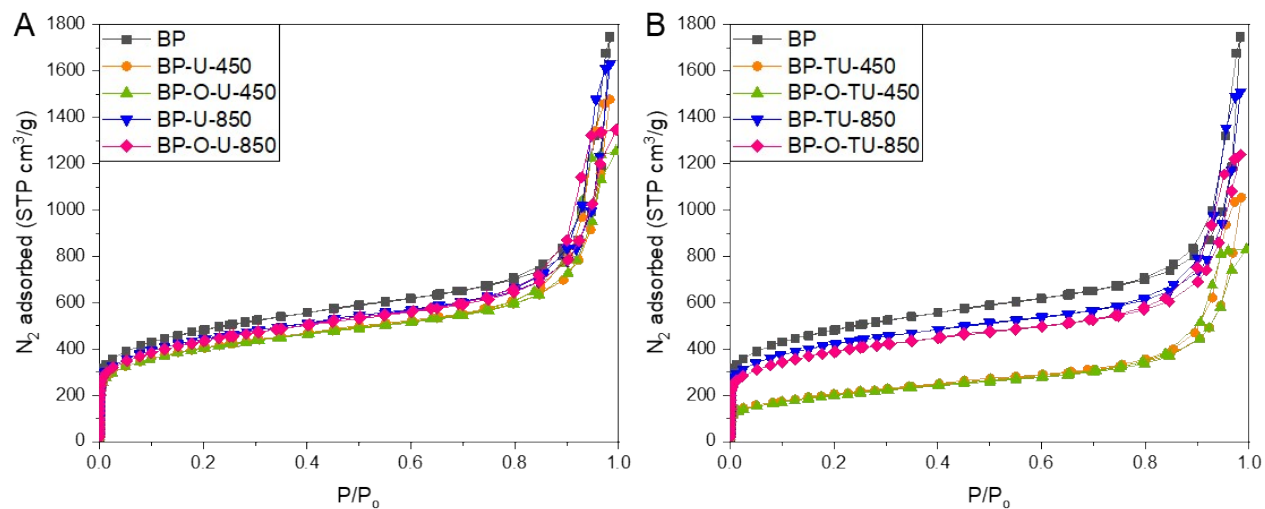 A
BP
BP-U-450
BP-O-U-450
BP-U-850
BP-O-U-850
1800
1600
1400
1200
1000
800
600
400
200
0
N₂ adsorbed (STP cm³/g)
0.0 0.2 0.4 0.6 0.8 1.0
P/Pₒ
B
BP
BP-TU-450
BP-O-TU-450
BP-TU-850
BP-O-TU-850
1800
1600
1400
1200
1000
800
600
400
200
0
N₂ adsorbed (STP cm³/g)
0.0 0.2 0.4 0.6 0.8 1.0
P/Pₒ